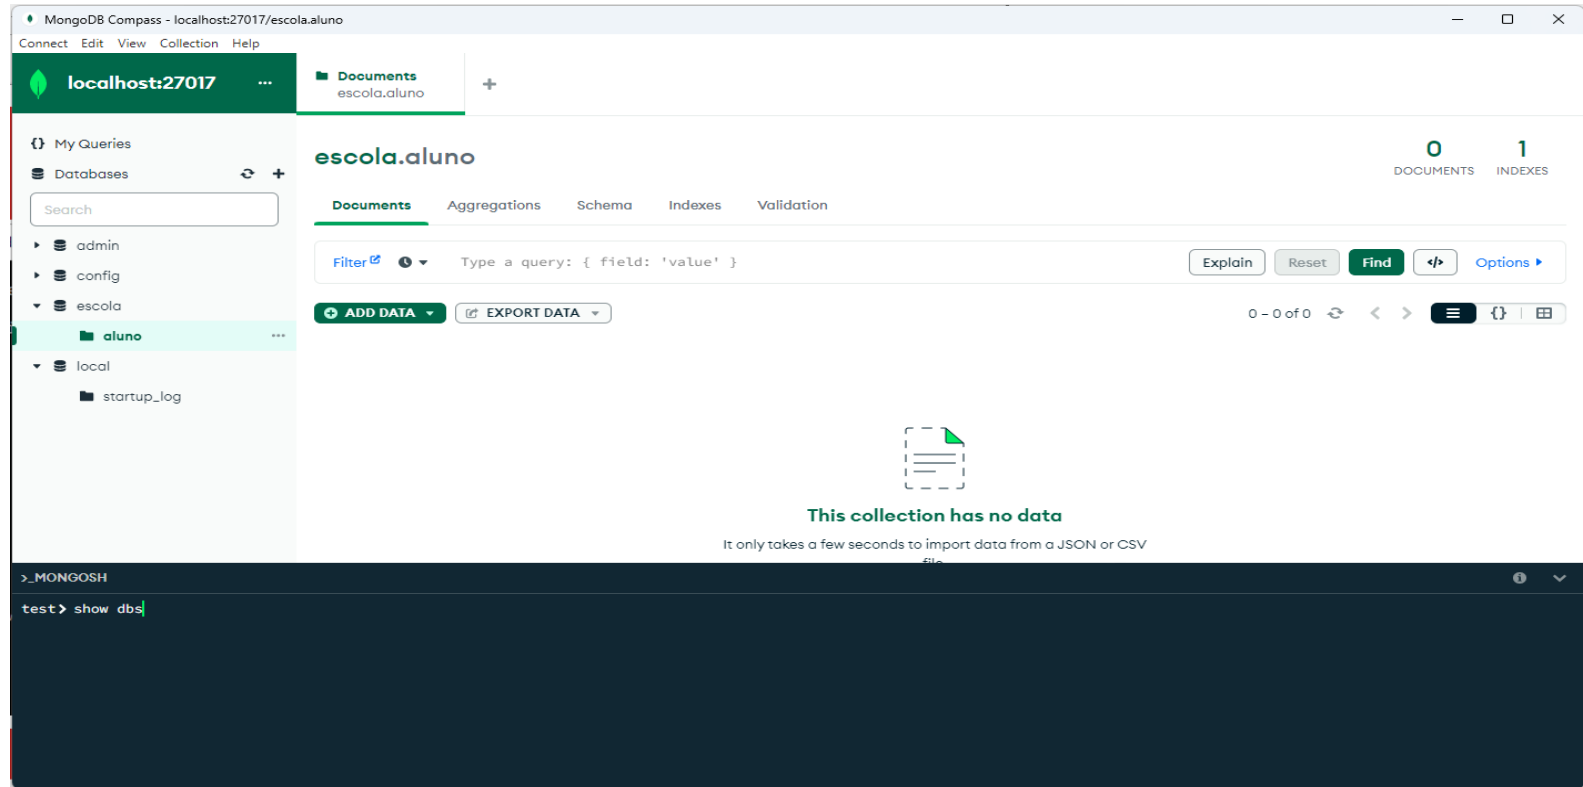 MongoDB Compass - localhost:27017/escola.aluno
Connect Edit View Collection Help
localhost:27017 ...
Documents
escola.aluno
+
{} My Queries
Databases
Search
admin
config
escola
aluno
local
startup_log
escola.aluno
0
DOCUMENTS
1
INDEXES
Documents Aggregations Schema Indexes Validation
Filter Type a query: { field: 'value' } Explain Reset Find </> Options
ADD DATA EXPORT DATA 0 – 0 of 0 {}
This collection has no data
It only takes a few seconds to import data from a JSON or CSV
file
>_MONGOSH
test> show dbs